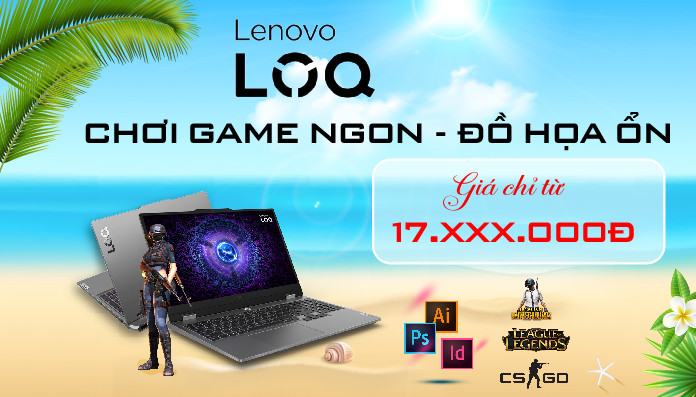 Lenovo
LOQ
CHƠI GAME NGON - ĐỒ HỌA ỔN
Giá chỉ từ
17.XXX.000Đ
LOQ
Ai
Ps
Id
LEAGUE OF
LEGENDS
CS GO